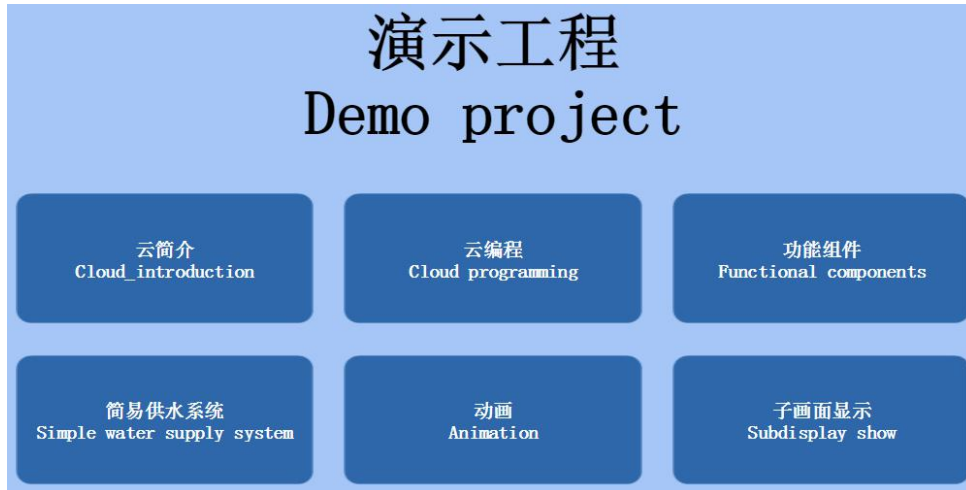 演示工程
Demo project
云简介
Cloud_introduction
云编程
Cloud programming
功能组件
Functional components
简易供水系统
Simple water supply system
动画
Animation
子画面显示
Subdisplay show